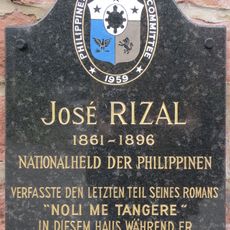 PHILIPPINE
COMMITTEE
1959
JOSÉ RIZAL
1861-1896
NATIONALHELD DER PHILIPPINEN
VERFASSTE DEN LETZTEN TEIL SEINES ROMANS
"NOLI ME TANGERE"
IN DIESEM HAUS WÄHREND ER